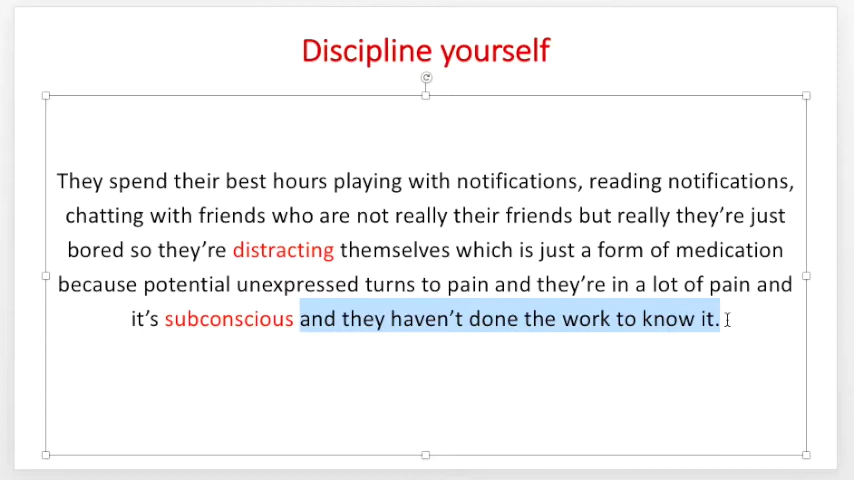 Discipline yourself
They spend their best hours playing with notifications, reading notifications,
chatting with friends who are not really their friends but really they’re just
bored so they’re distracting themselves which is just a form of medication
because potential unexpressed turns to pain and they’re in a lot of pain and
it’s subconscious and they haven’t done the work to know it.